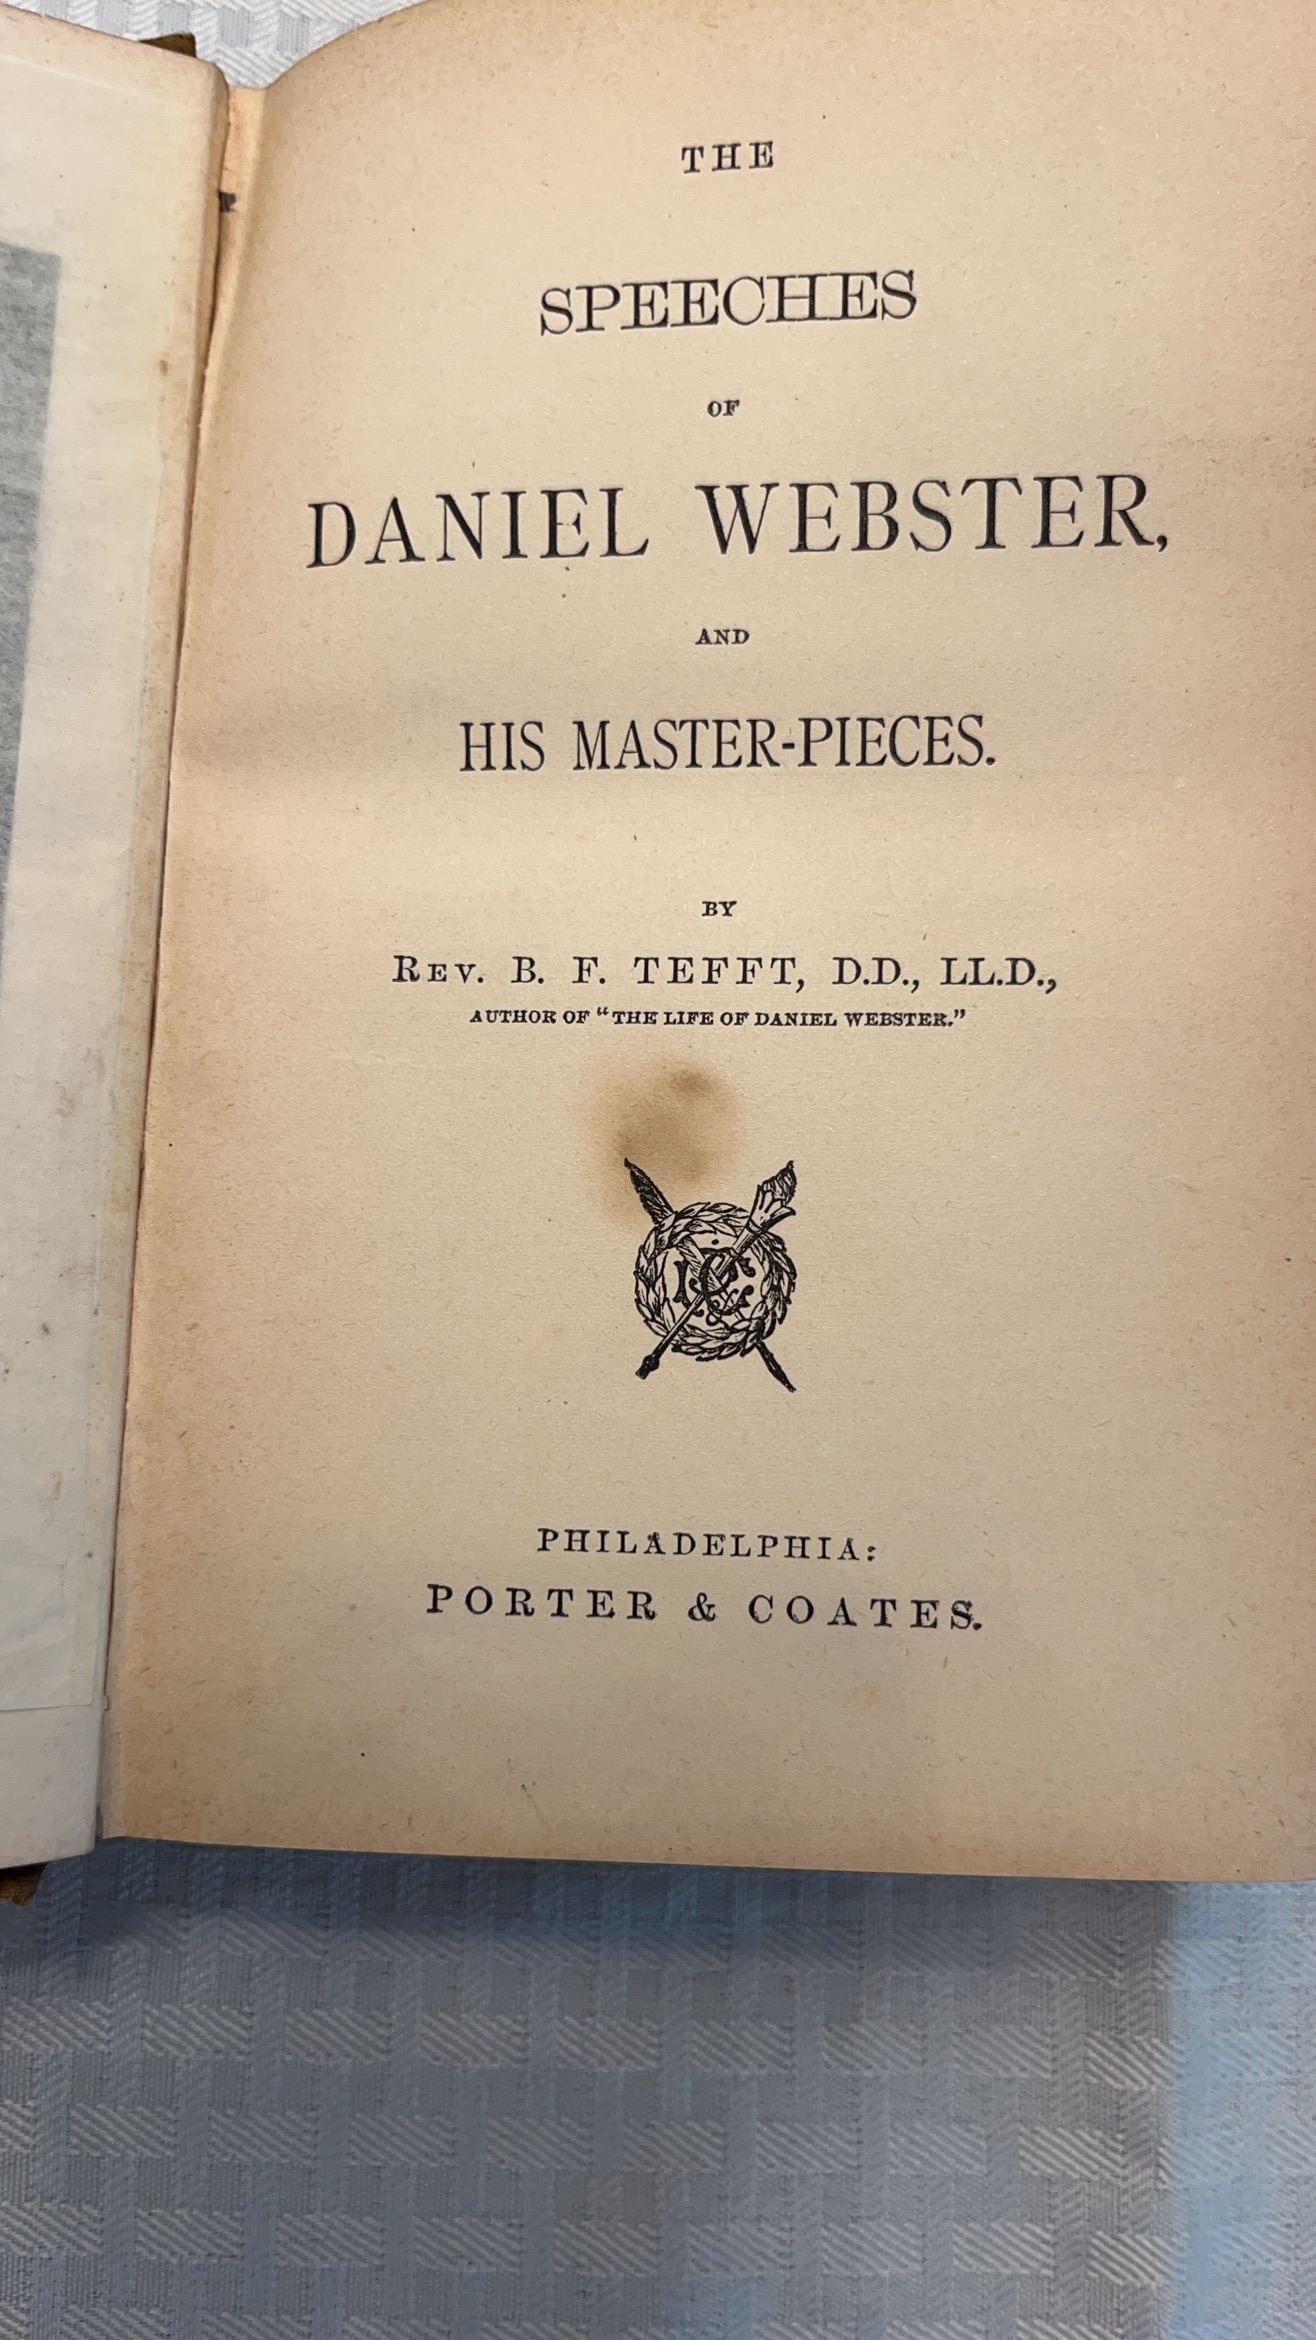 THE
SPEECHES
OF
DANIEL WEBSTER,
AND
HIS MASTER-PIECES.
BY
REV. B. F. TEFFT, D.D., LL.D.,
AUTHOR OF “THE LIFE OF DANIEL WEBSTER.”
PHILADELPHIA:
PORTER & COATES.